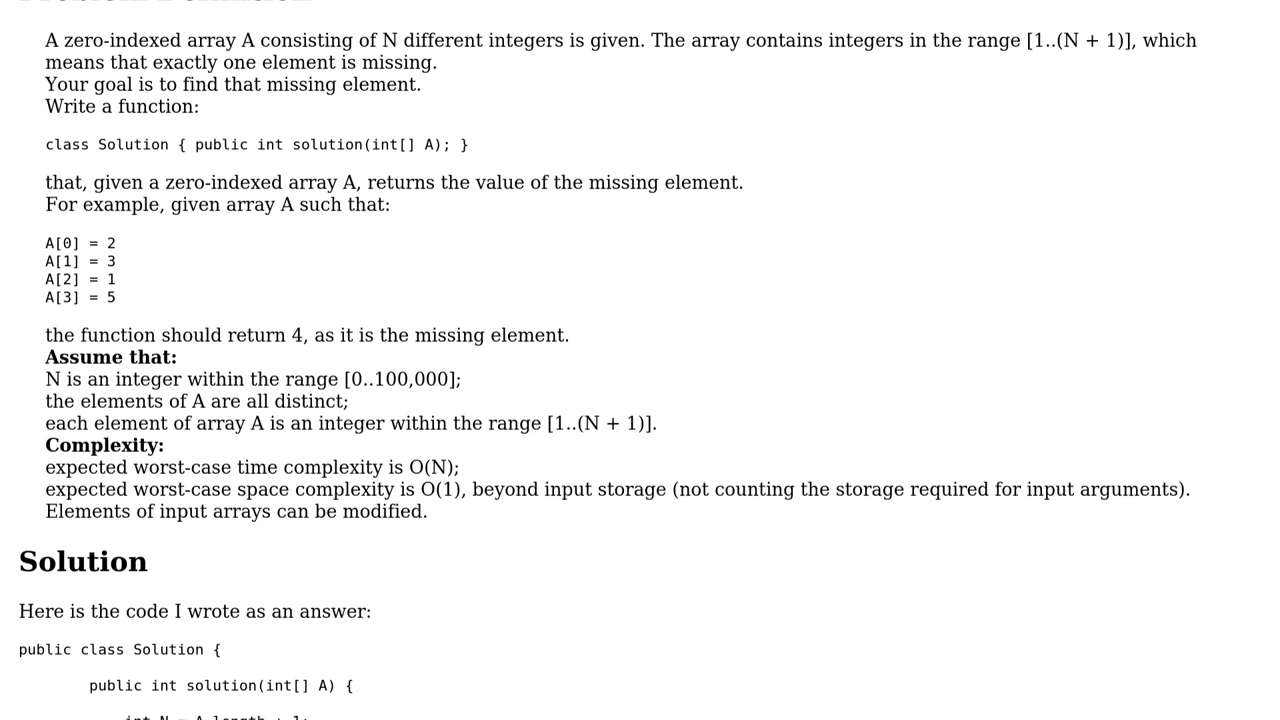 A zero-indexed array A consisting of N different integers is given. The array contains integers in the range [1..(N + 1)], which
means that exactly one element is missing.
Your goal is to find that missing element.
Write a function:
class Solution { public int solution(int[] A); }
that, given a zero-indexed array A, returns the value of the missing element.
For example, given array A such that:
A[0] = 2
A[1] = 3
A[2] = 1
A[3] = 5
the function should return 4, as it is the missing element.
Assume that:
N is an integer within the range [0..100,000];
the elements of A are all distinct;
each element of array A is an integer within the range [1..(N + 1)].
Complexity:
expected worst-case time complexity is O(N);
expected worst-case space complexity is O(1), beyond input storage (not counting the storage required for input arguments).
Elements of input arrays can be modified.
Solution
Here is the code I wrote as an answer:
public class Solution {
public int solution(int[] A) {